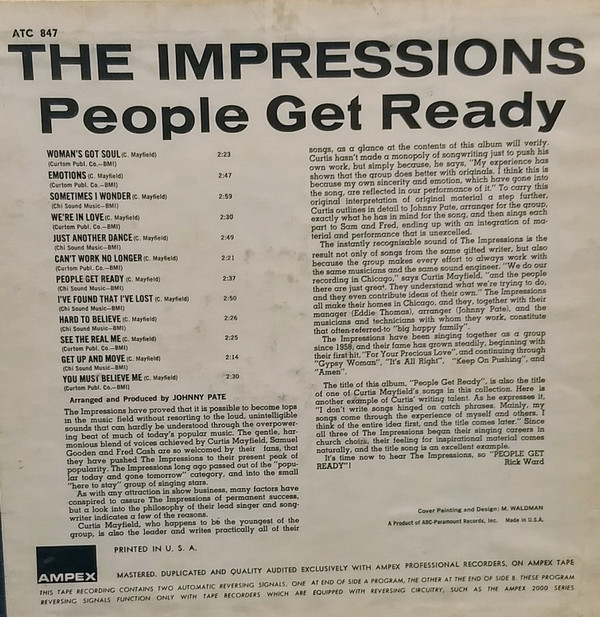 ATC 847
THE IMPRESSIONS
People Get Ready
WOMAN'S GOT SOUL (C. Mayfield) 2:23
(Curtom Publ. Co.—BMI)
EMOTIONS (C. Mayfield) 2:47
(Curtom Publ. Co.—BMI)
SOMETIMES I WONDER (C. Mayfield) 2:59
(Chi Sound Music—BMI)
WE'RE IN LOVE (C. Mayfield) 2:30
(Curtom Publ. Co.—BMI)
JUST ANOTHER DANCE (C. Mayfield) 2:49
(Chi Sound Music—BMI)
CAN'T WORK NO LONGER (C. Mayfield) 2:21
(Curtom Publ. Co.—BMI)
PEOPLE GET READY (C. Mayfield) 2:37
(Chi Sound Music—BMI)
I'VE FOUND THAT I'VE LOST (C. Mayfield) 2:50
(Chi Sound Music—BMI)
HARD TO BELIEVE (C. Mayfield) 2:26
(Chi Sound Music—BMI)
SEE THE REAL ME (C. Mayfield) 2:25
(Curtom Publ. Co.—BMI)
GET UP AND MOVE (C. Mayfield) 2:14
(Chi Sound Music—BMI)
YOU MUST BELIEVE ME (C. Mayfield) 2:30
(Curtom Publ. Co.—BMI)
Arranged and Produced by JOHNNY PATE
The Impressions have proved that it is possible to become tops
in the music field without resorting to the loud, unintelligible
sounds that can hardly be understood through the overpower-
ing beat of much of today's popular music. The gentle, har-
monious blend of voices achieved by Curtis Mayfield, Samuel
Gooden and Fred Cash are so welcomed by their fans, that
they have pushed The Impressions to their present peak of
popularity. The Impressions long ago passed out of the "popu-
lar today and gone tomorrow" category, and into the small
"here to stay" group of singing stars.
As with any attraction in show business, many factors have
conspired to assure The Impressions of permanent success,
but a look into the philosophy of their lead singer and song-
writer indicates a few of the reasons.
Curtis Mayfield, who happens to be the youngest of the
group, is also the leader and writes practically all of their
songs, as a glance at the contents of this album will verify.
Curtis hasn't made a monopoly of songwriting just to push his
own work, but simply because, he says, "My experience has
shown that the group does better with originals. I think this is
because my own sincerity and emotion, which have gone into
the song, are reflected in our performance of it." To carry this
original interpretation of original material a step further,
Curtis outlines in detail to Johnny Pate, arranger for the group,
exactly what he has in mind for the song, and then sings each
part to Sam and Fred, ending up with an integration of ma-
terial and performance that is unexcelled.
The instantly recognizable sound of The Impressions is the
result not only of songs from the same gifted writer, but also
because the group makes every effort to always work with
the same musicians and the same sound engineer. "We do our
recording in Chicago," says Curtis Mayfield, "and the people
there are just great. They understand what we're trying to do,
and they even contribute ideas of their own." The Impressions
all make their homes in Chicago, and they, together with their
manager (Eddie Thomas), arranger (Johnny Pate), and the
musicians and technicians with whom they work, constitute
that often-referred-to "big happy family".
The Impressions have been singing together as a group
since 1958, and their fame has grown steadily, beginning with
their first hit, "For Your Precious Love", and continuing through
"Gypsy Woman", "It's All Right", "Keep On Pushing", and
"Amen".
The title of this album, "People Get Ready", is also the title
of one of Curtis Mayfield's songs in this collection. Here is
another example of Curtis' writing talent. As he expresses it,
"I don't write songs hinged on catch phrases. Mainly, my
songs come through the experience of myself and others. I
think of the entire idea first, and the title comes later." Since
all three of The Impressions began their singing careers in
church choirs, their feeling for inspirational material comes
naturally, and the title song is an excellent example.
It's time now to hear The Impressions, so "PEOPLE GET
READY"!
Rick Ward
Cover Painting and Design: M. WALDMAN
A Product of ABC-Paramount Records, Inc. Made in U.S.A.
PRINTED IN U. S. A.
AMPEX
MASTERED, DUPLICATED AND QUALITY AUDITED EXCLUSIVELY WITH AMPEX PROFESSIONAL RECORDERS, ON AMPEX TAPE
THIS TAPE RECORDING CONTAINS TWO AUTOMATIC REVERSING SIGNALS, ONE AT END OF SIDE A PROGRAM, THE OTHER AT THE END OF SIDE B. THESE PROGRAM
REVERSING SIGNALS FUNCTION ONLY WITH TAPE RECORDERS WHICH ARE EQUIPPED WITH REVERSING CIRCUITRY, SUCH AS THE AMPEX 2000 SERIES